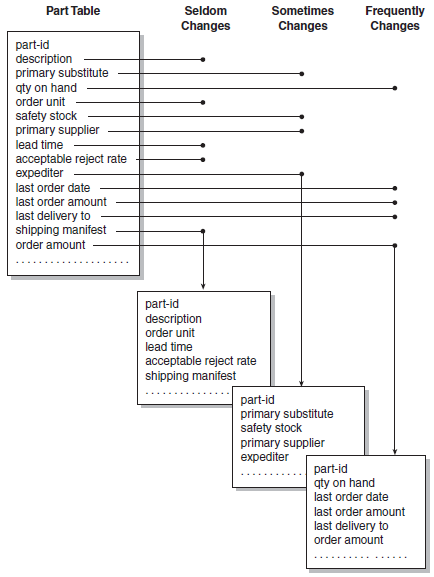 Part Table
Seldom Changes
Sometimes Changes
Frequently Changes
part-id
description
primary substitute
qty on hand
order unit
safety stock
primary supplier
lead time
acceptable reject rate
expediter
last order date
last order amount
last delivery to
shipping manifest
order amount
. . . . . . . . . . . . . . . . . . . .
part-id
description
order unit
lead time
acceptable reject rate
shipping manifest
. . . . . . . . . . . . . . .
part-id
primary substitute
safety stock
primary supplier
expediter
. . . . . . . . . . .
part-id
qty on hand
last order date
last order amount
last delivery to
order amount
. . . . . . . . . . . . . . . .